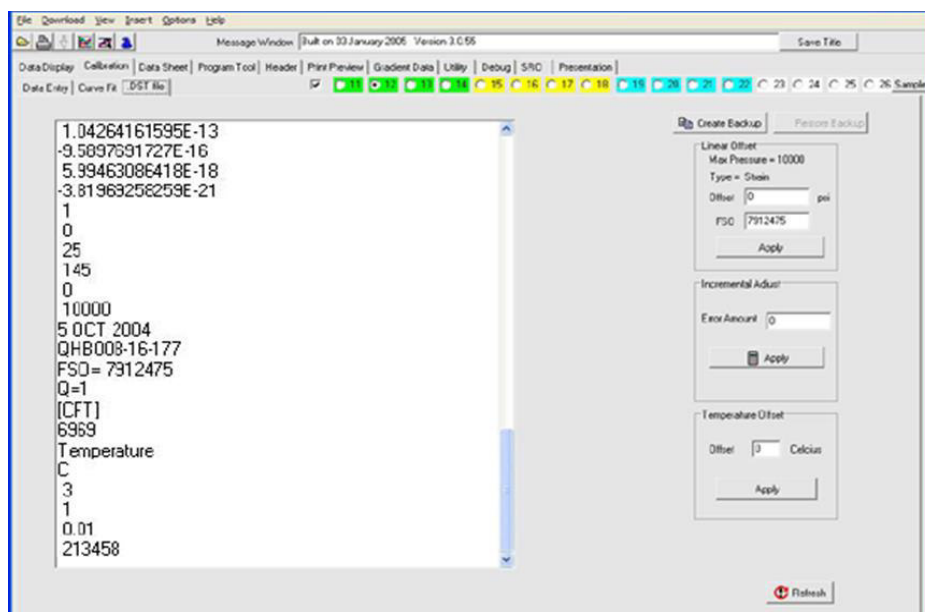 File Download View Insert Options Help
Message Window Built on 03 January 2005 Version 3.0.55 Save Title
Data Display Calibration Data Sheet Program Tool Header Print Preview Gradient Data Utility Debug SRO Presentation
Data Entry Curve Fit .DST file 11 12 13 14 15 16 17 18 19 20 21 22 23 24 25 26 Sample
1.04264161595E-13
-9.5897691727E-16
5.99463086418E-18
-3.81969258259E-21
1
0
25
145
0
10000
5 OCT 2004
QHB008-16-177
FSO= 7912475
Q=1
[CFT]
6969
Temperature
C
3
1
0.01
213458
Create Backup Restore Backup
Linear Offset
Max Pressure = 10000
Type = Strain
Offset 0 psi
FSO 7912475
Apply
Incremental Adjust
Error Amount 0
Apply
Temperature Offset
Offset 0 Celcius
Apply
Refresh